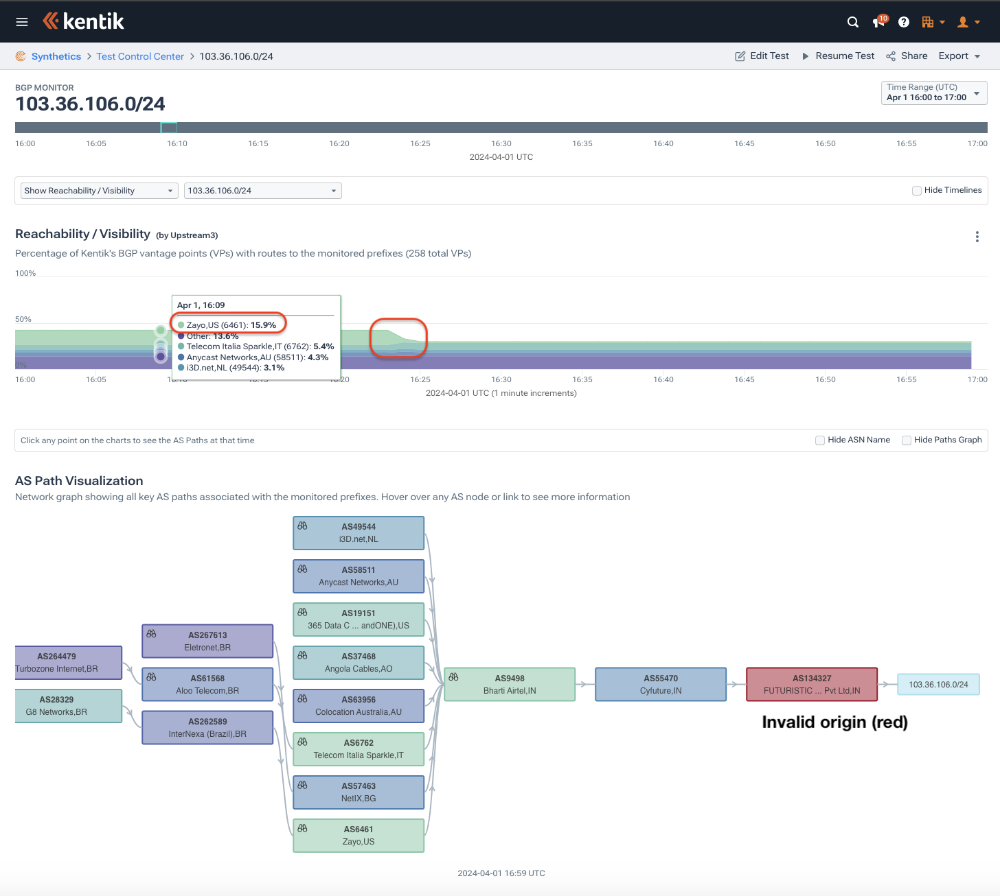 kentik
10
Synthetics > Test Control Center > 103.36.106.0/24
Edit Test
Resume Test
Share
Export
BGP MONITOR
103.36.106.0/24
Time Range (UTC)
Apr 1 16:00 to 17:00
16:00 16:05 16:10 16:15 16:20 16:25 16:30 16:35 16:40 16:45 16:50 16:55 17:00
2024-04-01 UTC
Show Reachability / Visibility
103.36.106.0/24
Hide Timelines
Reachability / Visibility (by Upstream3)
Percentage of Kentik's BGP vantage points (VPs) with routes to the monitored prefixes (258 total VPs)
100%
50%
0%
Apr 1, 16:09
Zayo,US (6461): 15.9%
Other: 13.6%
Telecom Italia Sparkle,IT (6762): 5.4%
Anycast Networks,AU (58511): 4.3%
i3D.net,NL (49544): 3.1%
16:00 16:05 16:10 16:15 16:20 16:25 16:30 16:35 16:40 16:45 16:50 16:55 17:00
2024-04-01 UTC (1 minute increments)
Click any point on the charts to see the AS Paths at that time
Hide ASN Name
Hide Paths Graph
AS Path Visualization
Network graph showing all key AS paths associated with the monitored prefixes. Hover over any AS node or link to see more information
AS264479
Turbozone Internet,BR
AS28329
G8 Networks,BR
AS267613
Eletronet,BR
AS61568
Aloo Telecom,BR
AS262589
InterNexa (Brazil),BR
AS49544
i3D.net,NL
AS58511
Anycast Networks,AU
AS19151
365 Data C ... andONE),US
AS37468
Angola Cables,AO
AS63956
Colocation Australia,AU
AS6762
Telecom Italia Sparkle,IT
AS57463
NetIX,BG
AS6461
Zayo,US
AS9498
Bharti Airtel,IN
AS55470
Cyfuture,IN
AS134327
FUTURISTIC ... Pvt Ltd,IN
103.36.106.0/24
Invalid origin (red)
2024-04-01 16:59 UTC